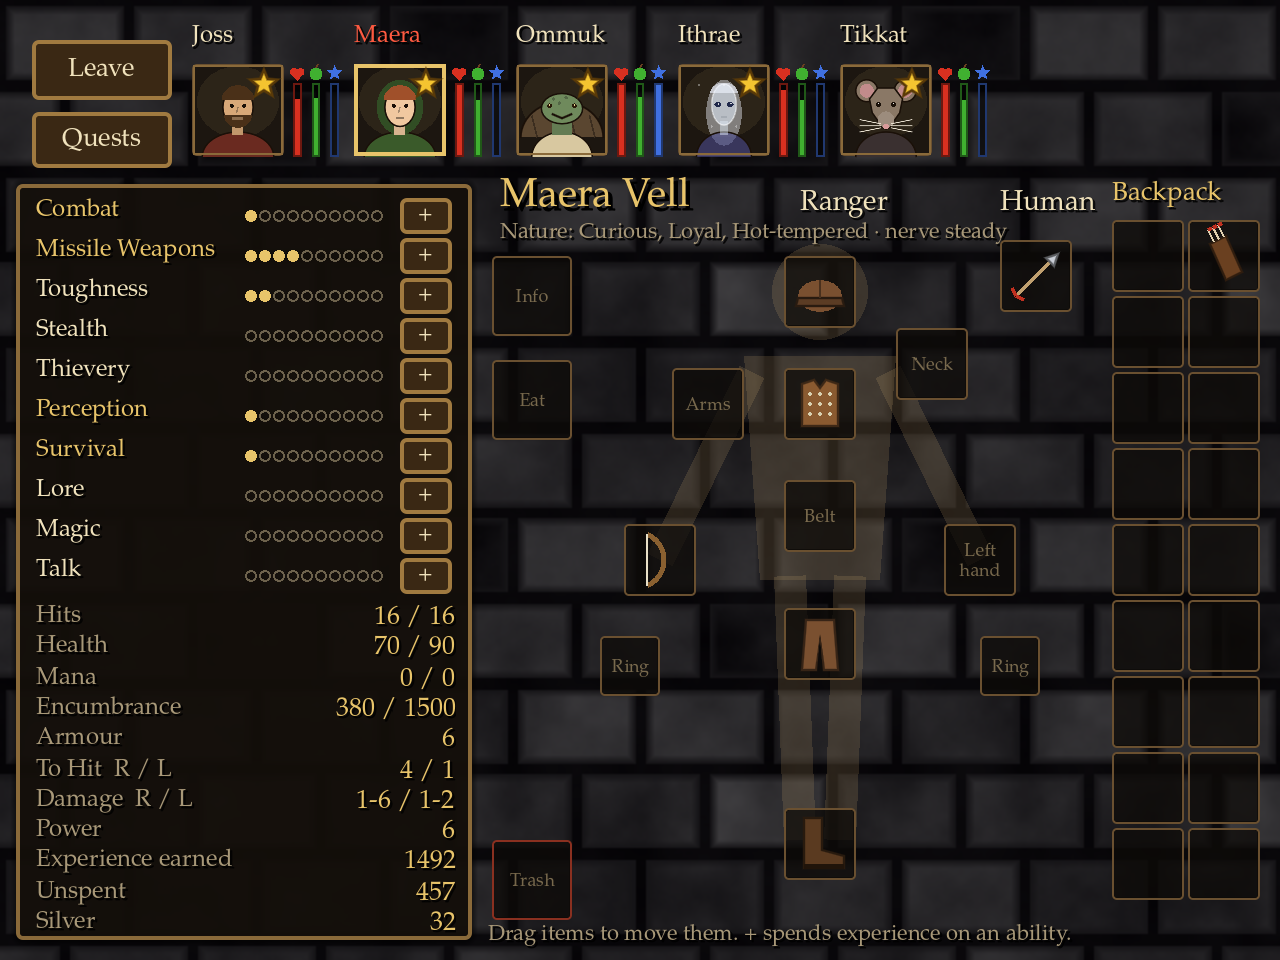 Leave
Quests
Joss
Maera
Ommuk
Ithrae
Tikkat
Combat +
Missile Weapons +
Toughness +
Stealth +
Thievery +
Perception +
Survival +
Lore +
Magic +
Talk +
Hits 16 / 16
Health 70 / 90
Mana 0 / 0
Encumbrance 380 / 1500
Armour 6
To Hit R / L 4 / 1
Damage R / L 1-6 / 1-2
Power 6
Experience earned 1492
Unspent 457
Silver 32
Maera Vell Ranger Human
Nature: Curious, Loyal, Hot-tempered · nerve steady
Info
Eat
Arms
Neck
Belt
Left
hand
Ring
Ring
Trash
Backpack
Drag items to move them. + spends experience on an ability.